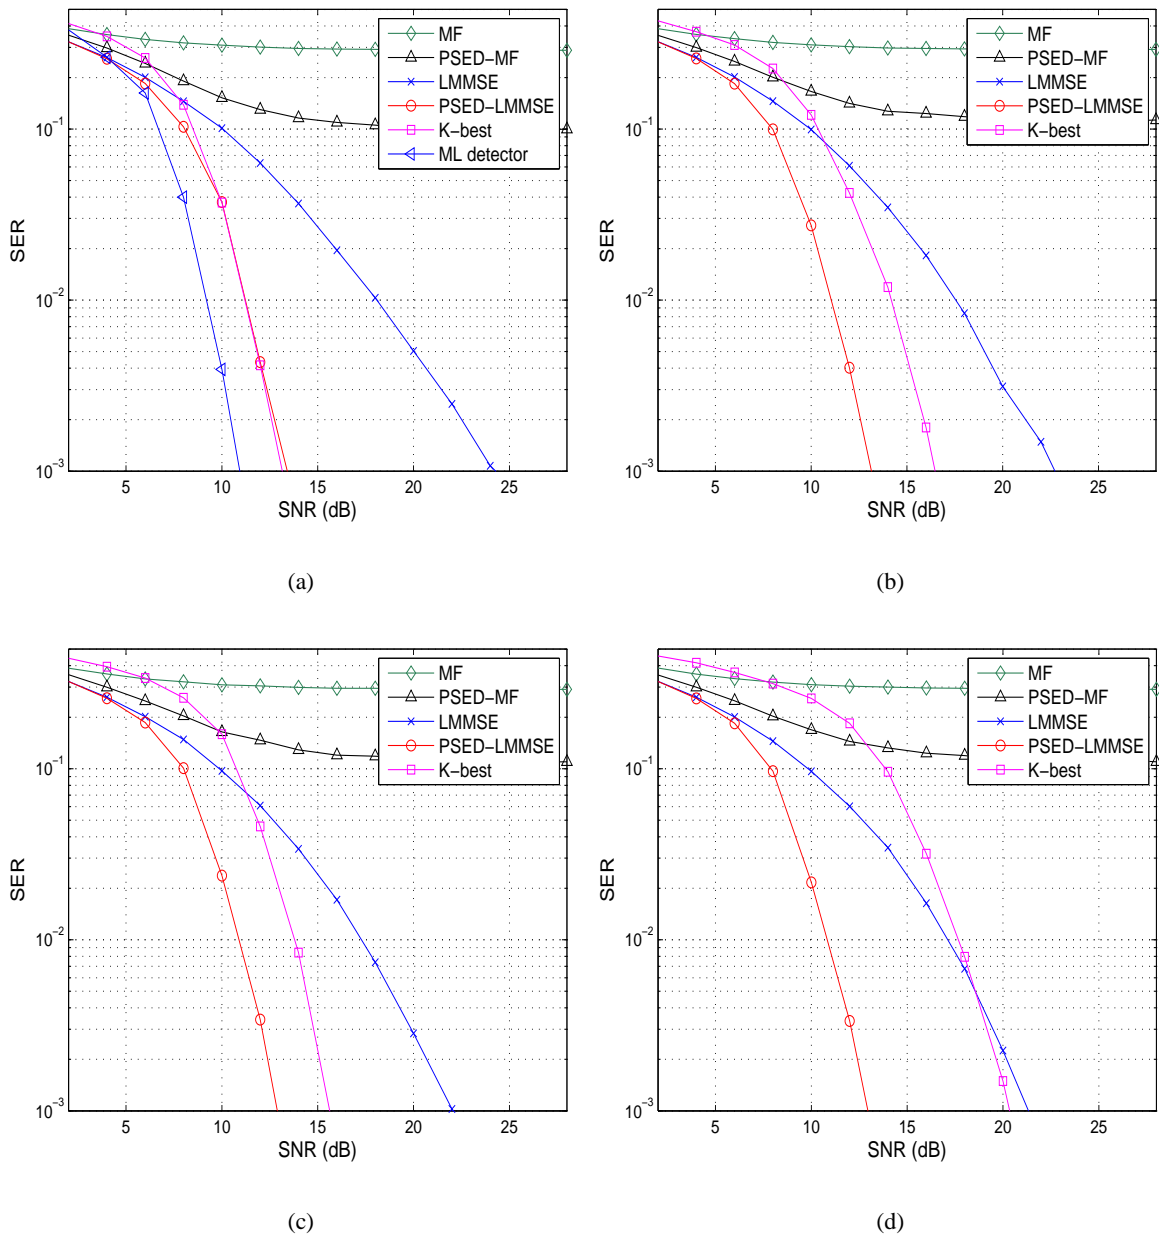 MF
PSED-MF
LMMSE
PSED-LMMSE
K-best
ML detector
10^-1
10^-2
10^-3
SER
5 10 15 20 25
SNR (dB)
(a)
MF
PSED-MF
LMMSE
PSED-LMMSE
K-best
10^-1
10^-2
10^-3
SER
5 10 15 20 25
SNR (dB)
(b)
MF
PSED-MF
LMMSE
PSED-LMMSE
K-best
10^-1
10^-2
10^-3
SER
5 10 15 20 25
SNR (dB)
(c)
MF
PSED-MF
LMMSE
PSED-LMMSE
K-best
10^-1
10^-2
10^-3
SER
5 10 15 20 25
SNR (dB)
(d)